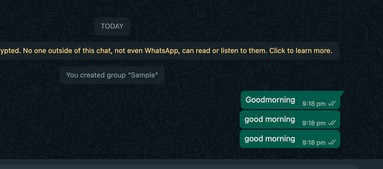 TODAY
ypted. No one outside of this chat, not even WhatsApp, can read or listen to them. Click to learn more.
You created group "Sample"
Goodmorning 9:18 pm
good morning 9:18 pm
good morning 9:18 pm